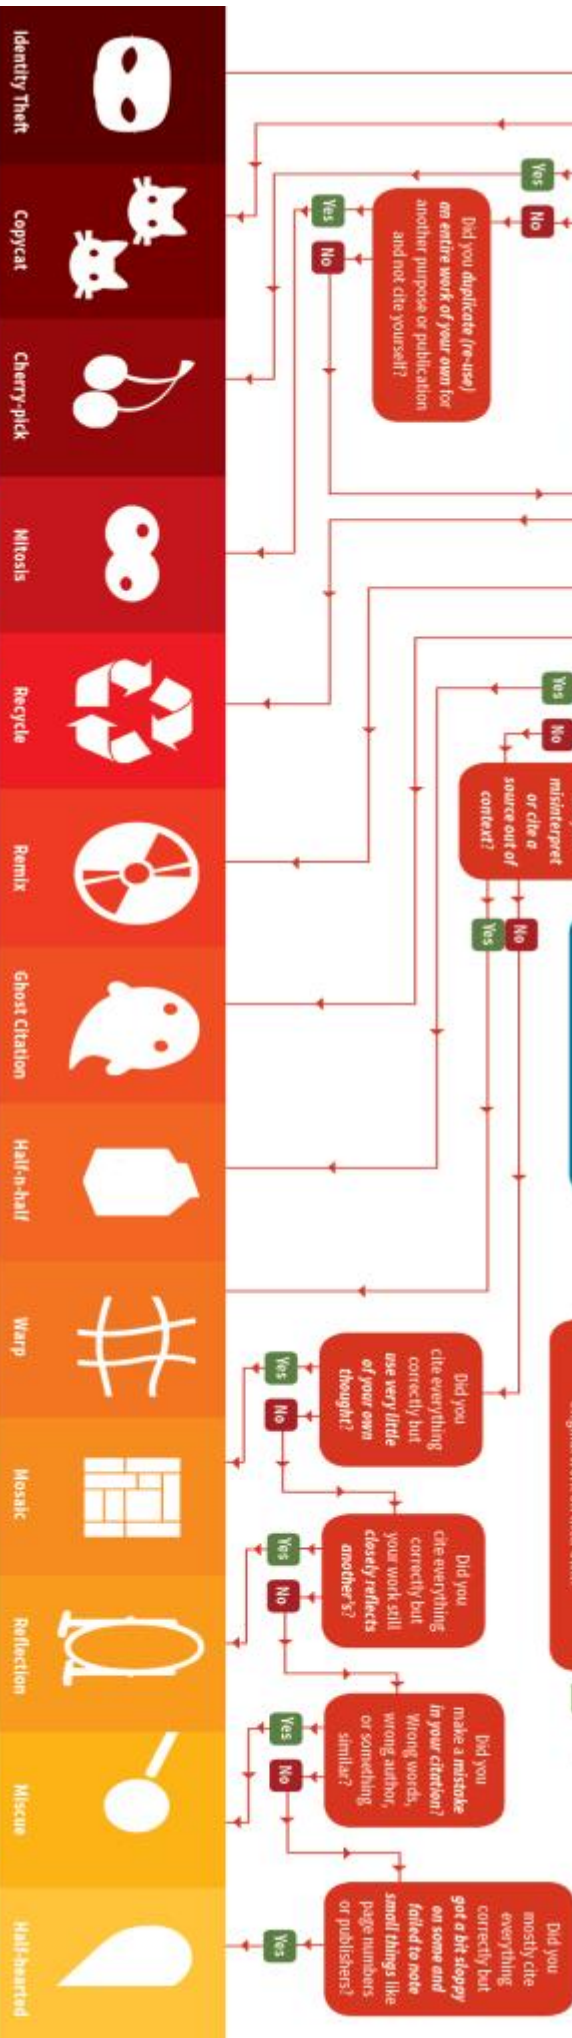 Yes
No
Did you duplicate (re-use)
an entire work of your own for
another purpose or publication
and not cite yourself?
Yes
No
Yes
No
misinterpret
or cite a
source out of
context?
No
Yes
Did you
cite everything
correctly but
use very little
of your own
thought?
Yes
No
Did you
cite everything
correctly but
your work still
closely reflects
another's?
Yes
No
Did you
make a mistake
in your citation?
Wrong words,
wrong author,
or something
similar?
Yes
No
Did you
mostly cite
everything
correctly but
got a bit sloppy
on some and
failed to note
small things like
page numbers
or publishers?
Yes
Identity Theft
Copycat
Cherry-pick
Mitosis
Recycle
Remix
Ghost Citation
Half-n-half
Warp
Mosaic
Reflection
Miscue
Half-hearted